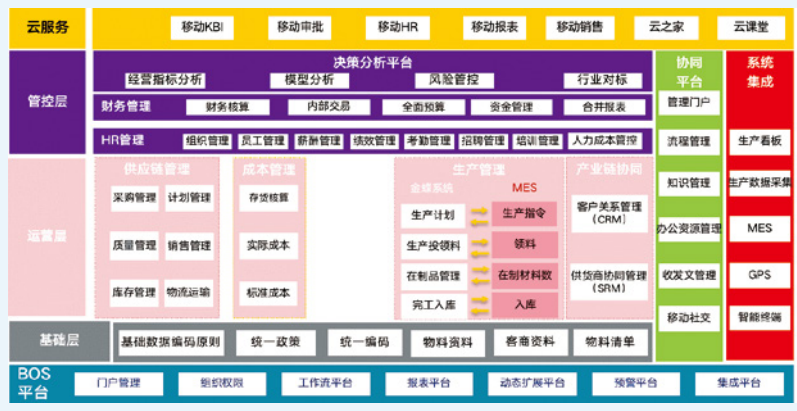 云服务
移动KBI
移动审批
移动HR
移动报表
移动销售
云之家
云课堂
管控层
决策分析平台
经营指标分析
模型分析
风险管控
行业对标
财务管理
财务核算
内部交易
全面预算
资金管理
合并报表
HR管理
组织管理
员工管理
薪酬管理
绩效管理
考勤管理
招聘管理
培训管理
人力成本管控
运营层
供应链管理
采购管理
计划管理
质量管理
销售管理
库存管理
物流运输
成本管理
存货核算
实际成本
标准成本
生产管理
金蝶系统
MES
生产计划
生产指令
生产投领料
领料
在制品管理
在制材料数
完工入库
入库
产业链协同
客户关系管理
(CRM)
供货商协同管理
(SRM)
协同
平台
管理门户
流程管理
知识管理
办公资源管理
收发文管理
移动社交
系统
集成
生产看板
生产数据采集
MES
GPS
智能终端
基础层
基础数据编码原则
统一政策
统一编码
物料资料
客商资料
物料清单
BOS
平台
门户管理
组织权限
工作流平台
报表平台
动态扩展平台
预警平台
集成平台